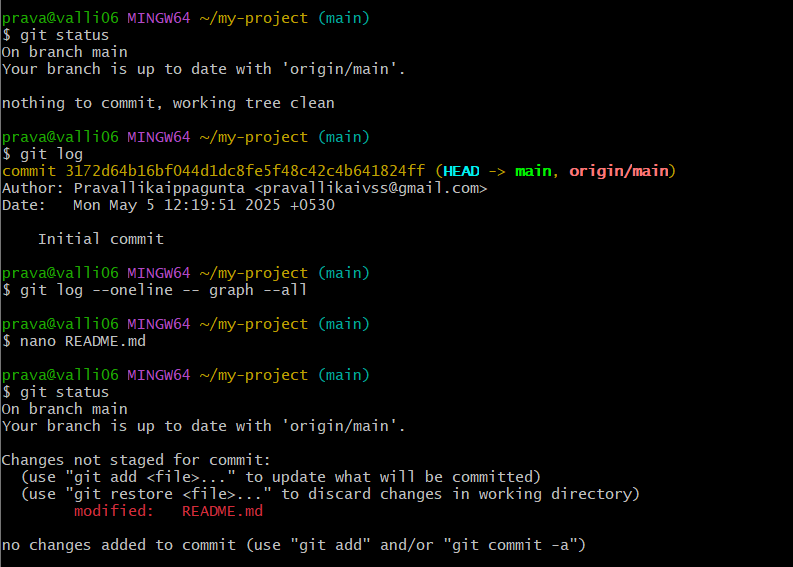 prava@valli06 MINGW64 ~/my-project (main)
$ git status
On branch main
Your branch is up to date with 'origin/main'.
nothing to commit, working tree clean
prava@valli06 MINGW64 ~/my-project (main)
$ git log
commit 3172d64b16bf044d1dc8fe5f48c42c4b641824ff (HEAD -> main, origin/main)
Author: Pravallikaippagunta <pravallikaivss@gmail.com>
Date:   Mon May 5 12:19:51 2025 +0530
    Initial commit
prava@valli06 MINGW64 ~/my-project (main)
$ git log --oneline -- graph --all
prava@valli06 MINGW64 ~/my-project (main)
$ nano README.md
prava@valli06 MINGW64 ~/my-project (main)
$ git status
On branch main
Your branch is up to date with 'origin/main'.
Changes not staged for commit:
  (use "git add <file>..." to update what will be committed)
  (use "git restore <file>..." to discard changes in working directory)
        modified:   README.md
no changes added to commit (use "git add" and/or "git commit -a")